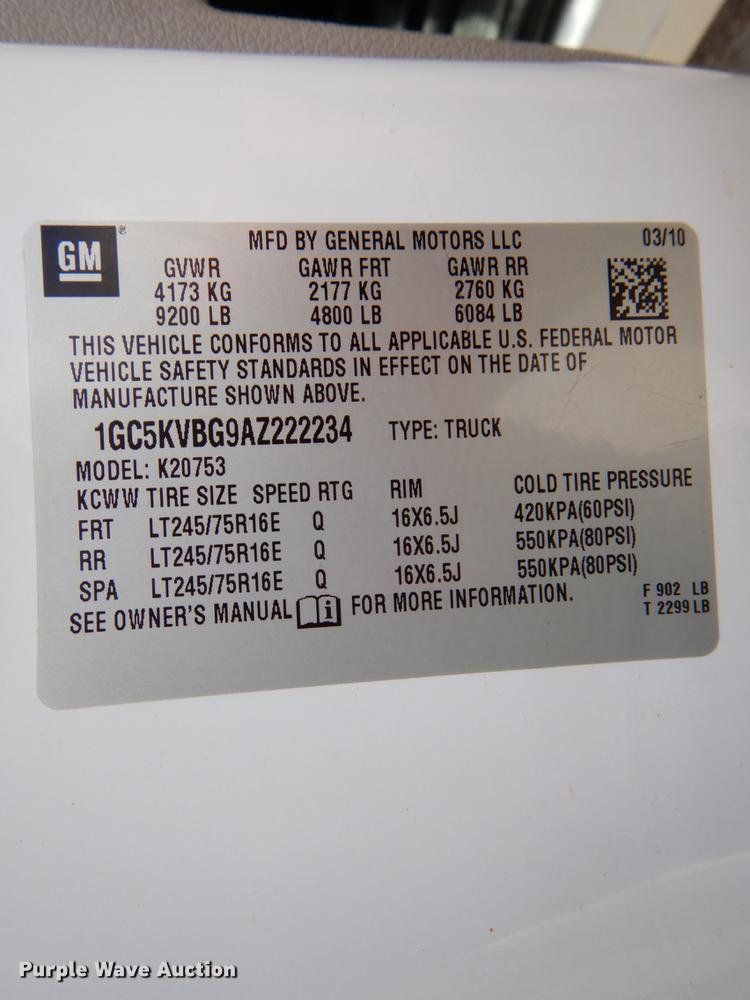 GM®
MFD BY GENERAL MOTORS LLC 03/10
GVWR GAWR FRT GAWR RR
4173 KG 2177 KG 2760 KG
9200 LB 4800 LB 6084 LB
THIS VEHICLE CONFORMS TO ALL APPLICABLE U.S. FEDERAL MOTOR
VEHICLE SAFETY STANDARDS IN EFFECT ON THE DATE OF
MANUFACTURE SHOWN ABOVE.
1GC5KVBG9AZ222234 TYPE: TRUCK
MODEL: K20753
KCWW TIRE SIZE SPEED RTG RIM COLD TIRE PRESSURE
FRT LT245/75R16E Q 16X6.5J 420KPA(60PSI)
RR LT245/75R16E Q 16X6.5J 550KPA(80PSI)
SPA LT245/75R16E Q 16X6.5J 550KPA(80PSI)
SEE OWNER'S MANUAL i FOR MORE INFORMATION.
F 902 LB
T 2299 LB
Purple Wave Auction